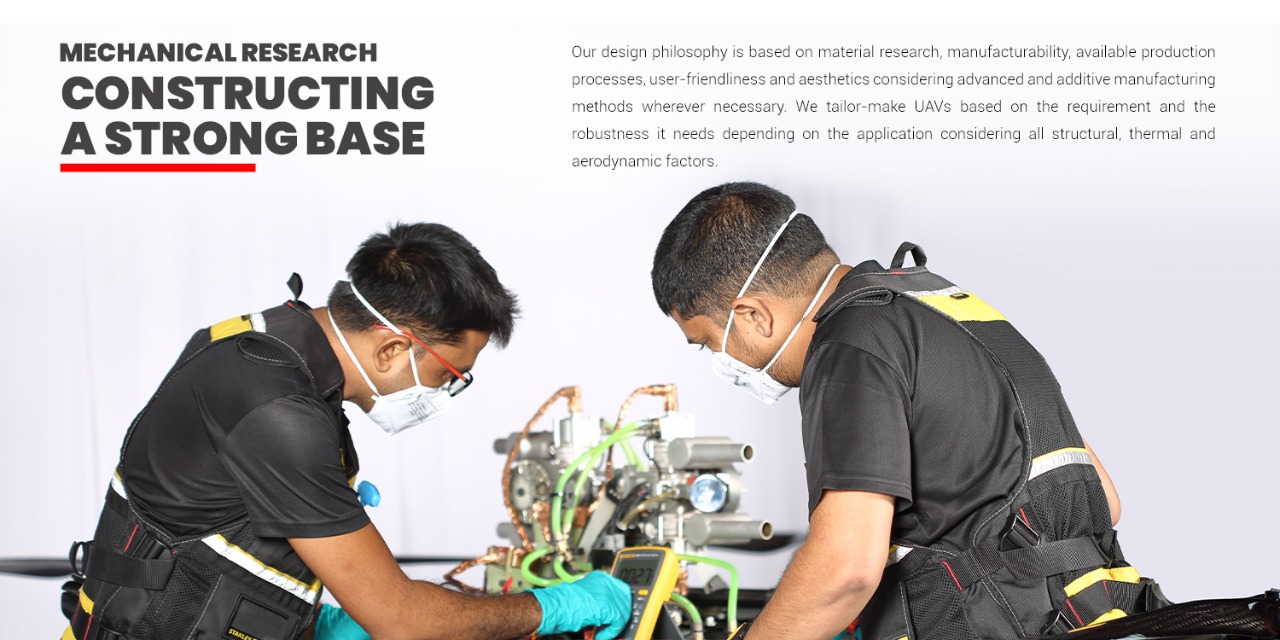 MECHANICAL RESEARCH
CONSTRUCTING
A STRONG BASE
Our design philosophy is based on material research, manufacturability, available production
processes, user-friendliness and aesthetics considering advanced and additive manufacturing
methods wherever necessary. We tailor-make UAVs based on the requirement and the
robustness it needs depending on the application considering all structural, thermal and
aerodynamic factors.
0027